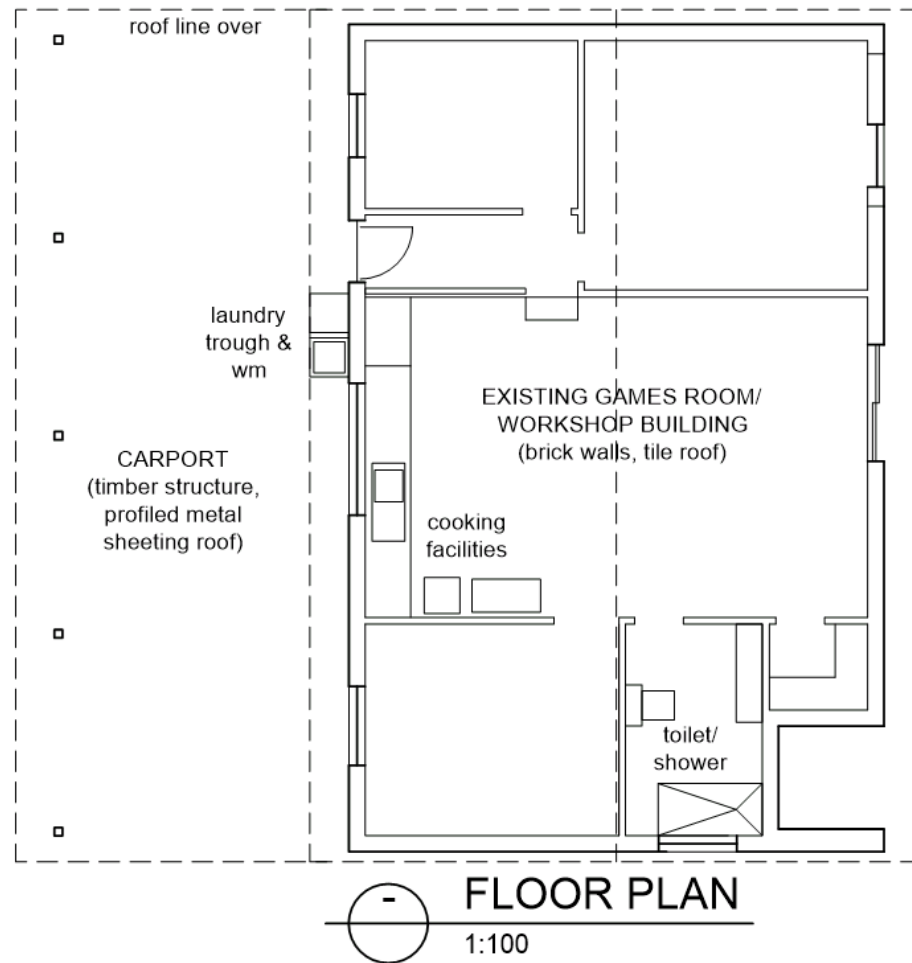 roof line over
laundry
trough &
wm
EXISTING GAMES ROOM/
WORKSHOP BUILDING
(brick walls, tile roof)
CARPORT
(timber structure,
profiled metal
sheeting roof)
cooking
facilities
toilet/
shower
-
FLOOR PLAN
1:100